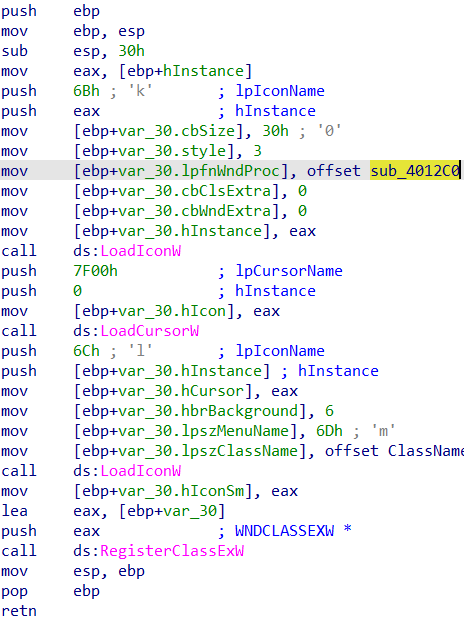 push    ebp
mov     ebp, esp
sub     esp, 30h
mov     eax, [ebp+hInstance]
push    6Bh ; 'k'       ; lpIconName
push    eax             ; hInstance
mov     [ebp+var_30.cbSize], 30h ; '0'
mov     [ebp+var_30.style], 3
mov     [ebp+var_30.lpfnWndProc], offset sub_4012C0
mov     [ebp+var_30.cbClsExtra], 0
mov     [ebp+var_30.cbWndExtra], 0
mov     [ebp+var_30.hInstance], eax
call    ds:LoadIconW
push    7F00h           ; lpCursorName
push    0               ; hInstance
mov     [ebp+var_30.hIcon], eax
call    ds:LoadCursorW
push    6Ch ; 'l'       ; lpIconName
push    [ebp+var_30.hInstance] ; hInstance
mov     [ebp+var_30.hCursor], eax
mov     [ebp+var_30.hbrBackground], 6
mov     [ebp+var_30.lpszMenuName], 6Dh ; 'm'
mov     [ebp+var_30.lpszClassName], offset ClassName
call    ds:LoadIconW
mov     [ebp+var_30.hIconSm], eax
lea     eax, [ebp+var_30]
push    eax             ; WNDCLASSEXW *
call    ds:RegisterClassExW
mov     esp, ebp
pop     ebp
retn